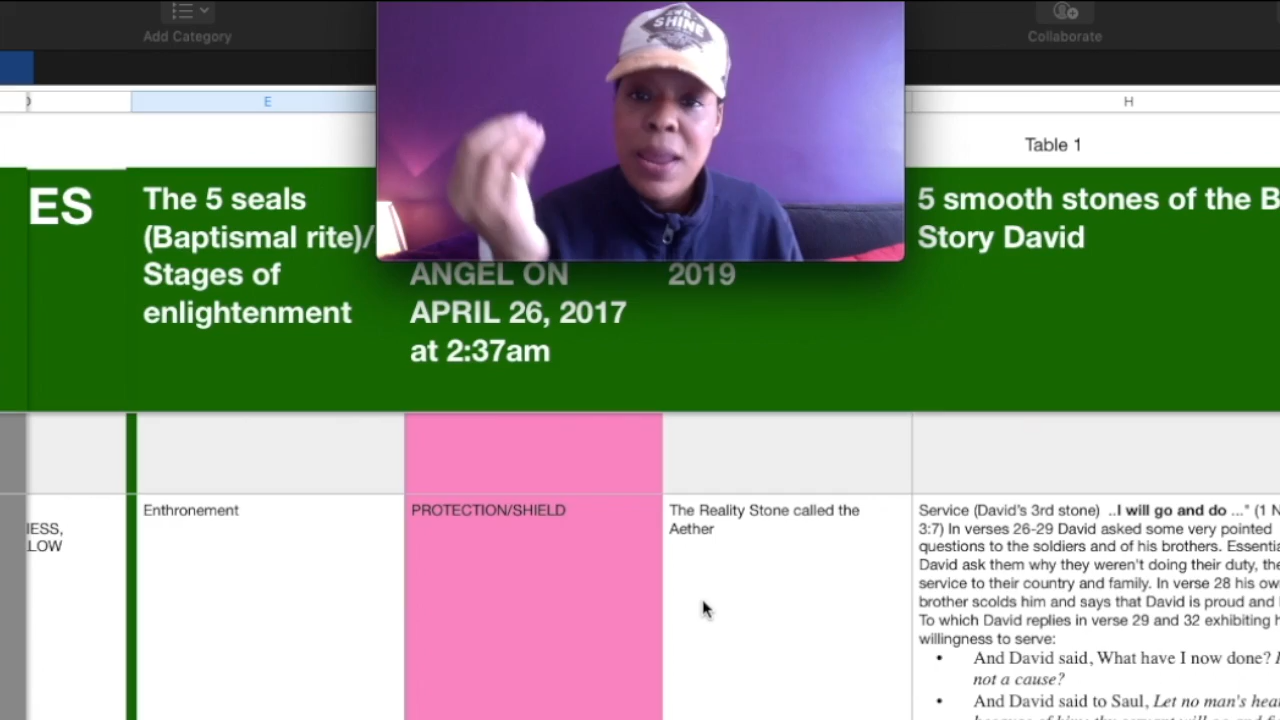 Add Category
Collaborate
E
H
Table 1
SHINE
ES
The 5 seals
(Baptismal rite)/
Stages of
enlightenment
ANGEL ON
APRIL 26, 2017
at 2:37am
2019
5 smooth stones of the B
Story David
IESS,
LOW
Enthronement
PROTECTION/SHIELD
The Reality Stone called the
Aether
Service (David's 3rd stone) ..I will go and do ..." (1 N
3:7) In verses 26-29 David asked some very pointed
questions to the soldiers and of his brothers. Essentia
David ask them why they weren't doing their duty, the
service to their country and family. In verse 28 his ow
brother scolds him and says that David is proud and
To which David replies in verse 29 and 32 exhibiting h
willingness to serve:
• And David said, What have I now done?
not a cause?
• And David said to Saul, Let no man's hea